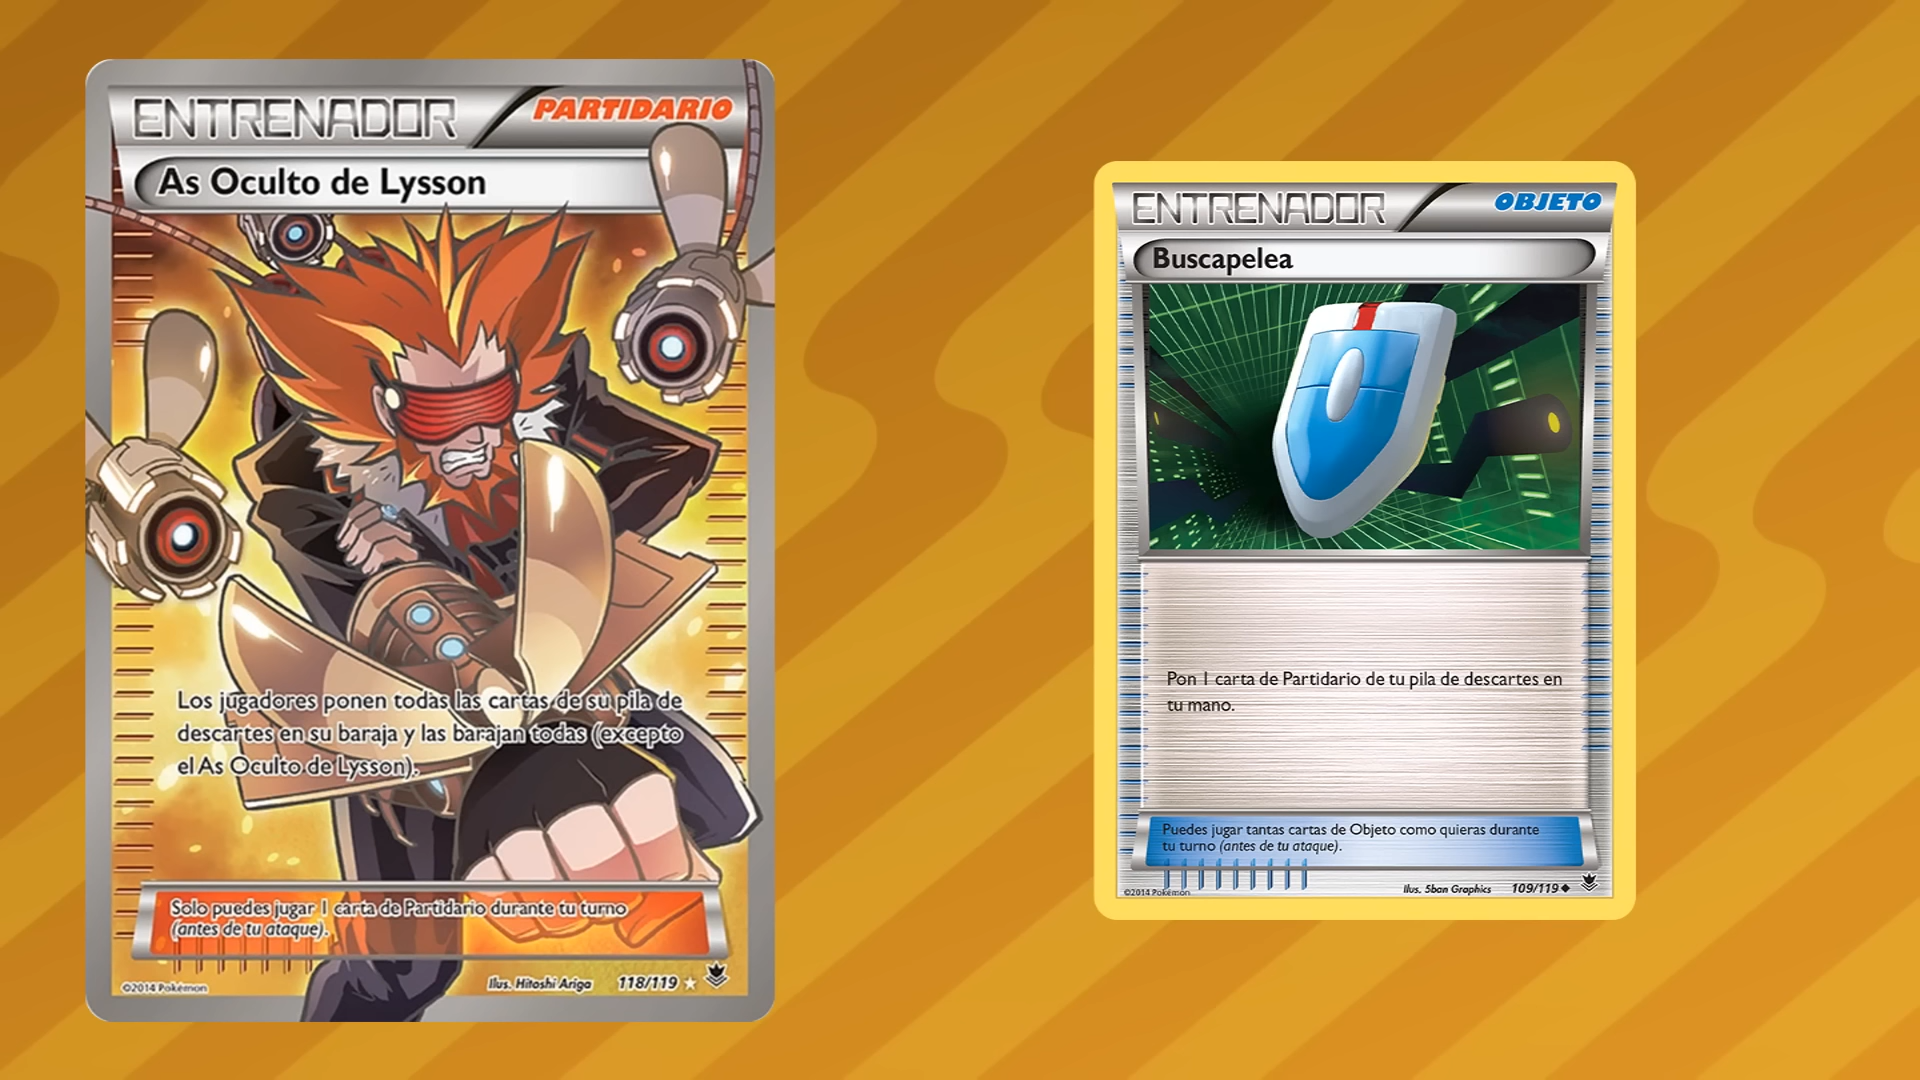 ENTRENADOR
PARTIDARIO
As Oculto de Lysson
Los jugadores ponen todas las cartas de su pila de
descartes en su baraja y las barajan todas (excepto
el As Oculto de Lysson).
Solo puedes jugar 1 carta de Partidario durante tu turno
(antes de tu ataque).
©2014 Pokémon
Ilus. Hitoshi Ariga
118/119
ENTRENADOR
OBJETO
Buscapelea
Pon 1 carta de Partidario de tu pila de descartes en
tu mano.
Puedes jugar tantas cartas de Objeto como quieras durante
tu turno (antes de tu ataque).
©2014 Pokémon
Ilus. 5ban Graphics
109/119